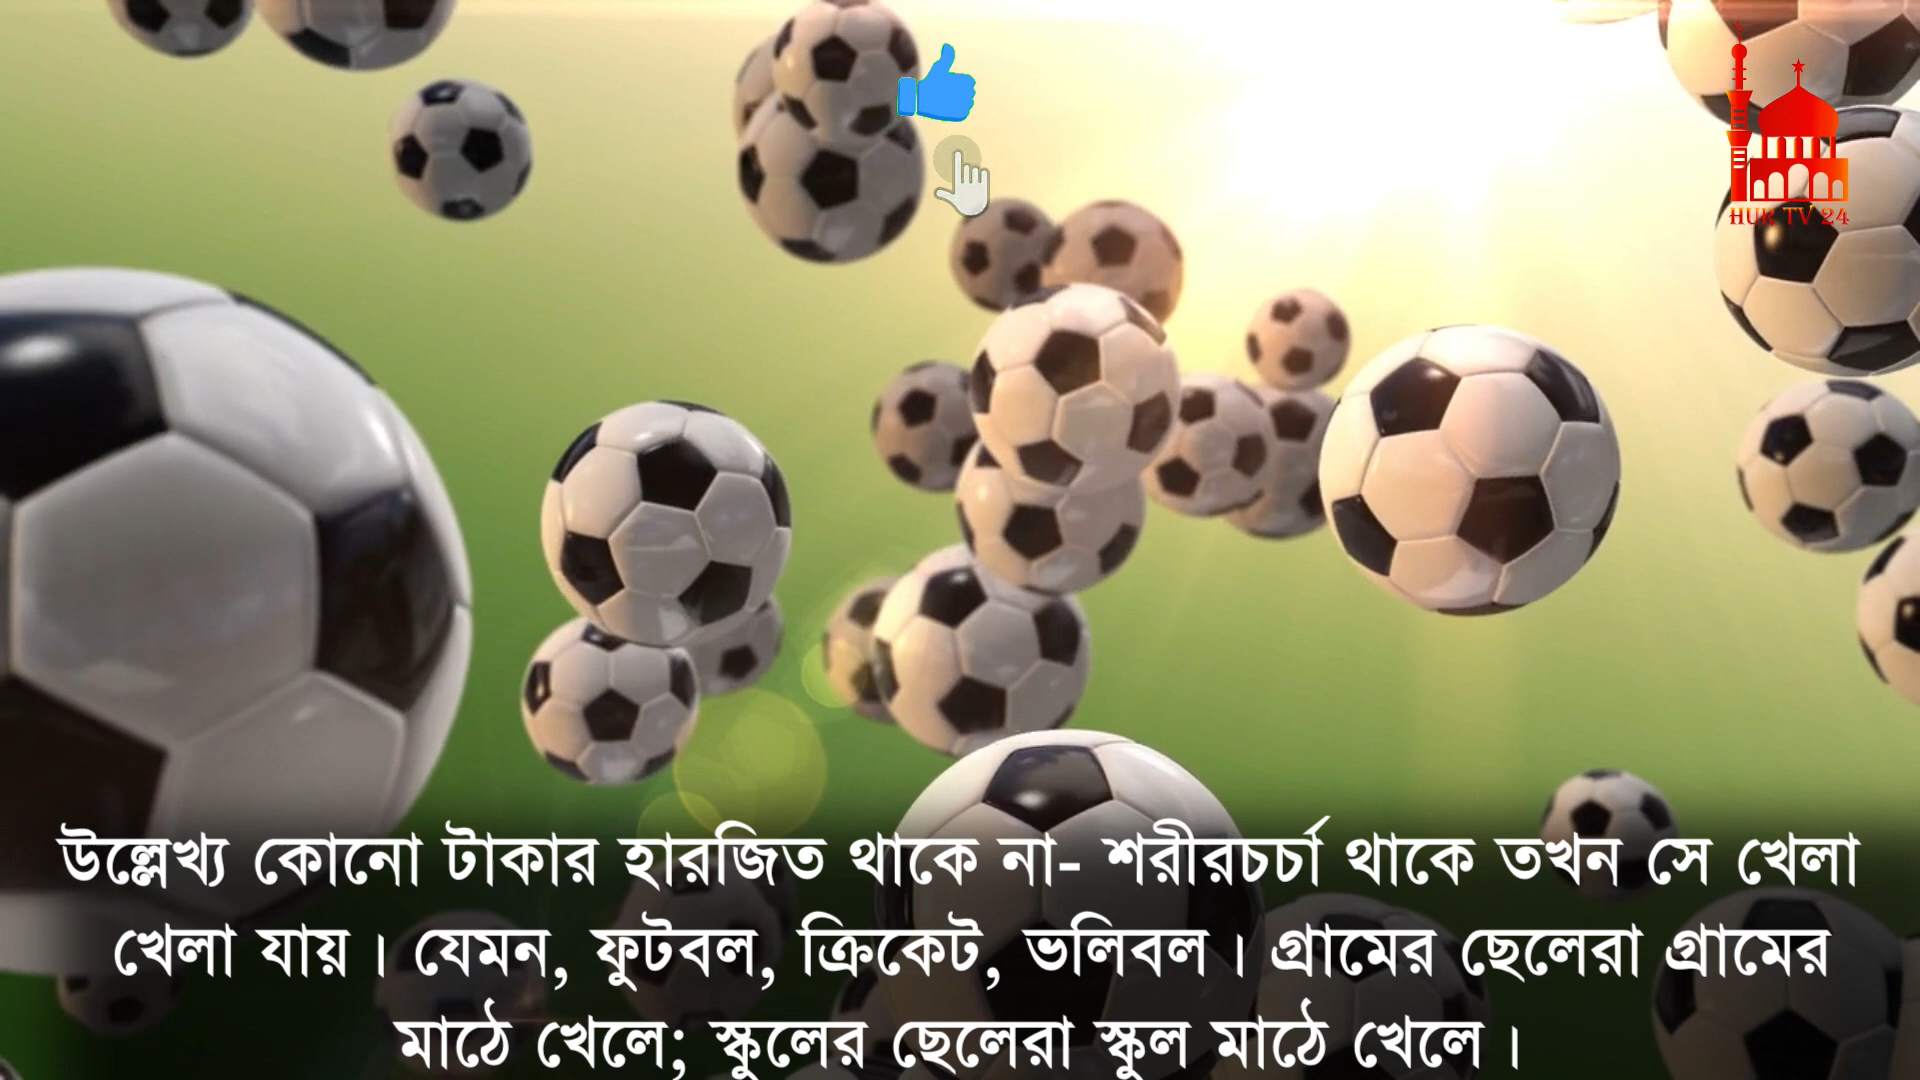 HUR TV 24
উল্লেখ্য কোনো টাকার হারজিত থাকে না- শরীরচর্চা থাকে তখন সে খেলা
খেলা যায়। যেমন, ফুটবল, ক্রিকেট, ভলিবল। গ্রামের ছেলেরা গ্রামের
মাঠে খেলে; স্কুলের ছেলেরা স্কুল মাঠে খেলে।